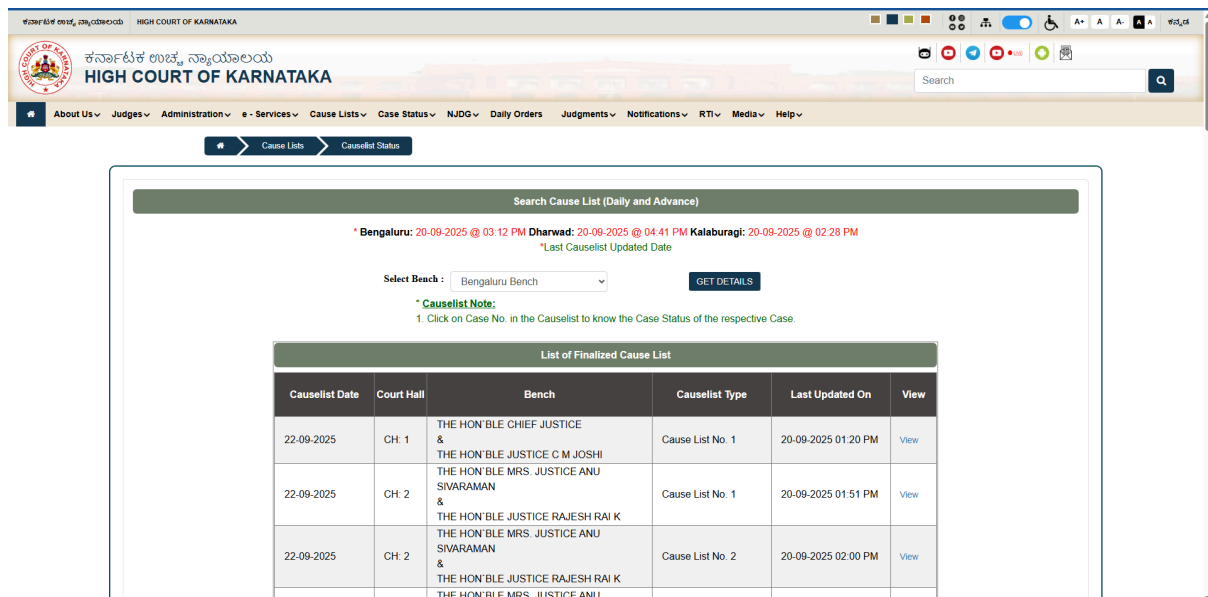 ಕರ್ನಾಟಕ ಉಚ್ಚ ನ್ಯಾಯಾಲಯ HIGH COURT OF KARNATAKA
A+ A A- A A ಕನ್ನಡ
ಕರ್ನಾಟಕ ಉಚ್ಚ ನ್ಯಾಯಾಲಯ
HIGH COURT OF KARNATAKA
Search
About Us Judges Administration e - Services Cause Lists Case Status NJDG Daily Orders Judgments Notifications RTI Media Help
Cause Lists Causelist Status
Search Cause List (Daily and Advance)
* Bengaluru: 20-09-2025 @ 03:12 PM Dharwad: 20-09-2025 @ 04:41 PM Kalaburagi: 20-09-2025 @ 02:28 PM
*Last Causelist Updated Date
Select Bench : Bengaluru Bench GET DETAILS
* Causelist Note:
1. Click on Case No. in the Causelist to know the Case Status of the respective Case.
List of Finalized Cause List
Causelist Date Court Hall Bench Causelist Type Last Updated On View
THE HON`BLE CHIEF JUSTICE
22-09-2025 CH: 1 & Cause List No. 1 20-09-2025 01:20 PM View
THE HON`BLE JUSTICE C M JOSHI
THE HON`BLE MRS. JUSTICE ANU
SIVARAMAN
22-09-2025 CH: 2 & Cause List No. 1 20-09-2025 01:51 PM View
THE HON`BLE JUSTICE RAJESH RAI K
THE HON`BLE MRS. JUSTICE ANU
SIVARAMAN
22-09-2025 CH: 2 & Cause List No. 2 20-09-2025 02:00 PM View
THE HON`BLE JUSTICE RAJESH RAI K
THE HON`BLE MRS. JUSTICE ANU